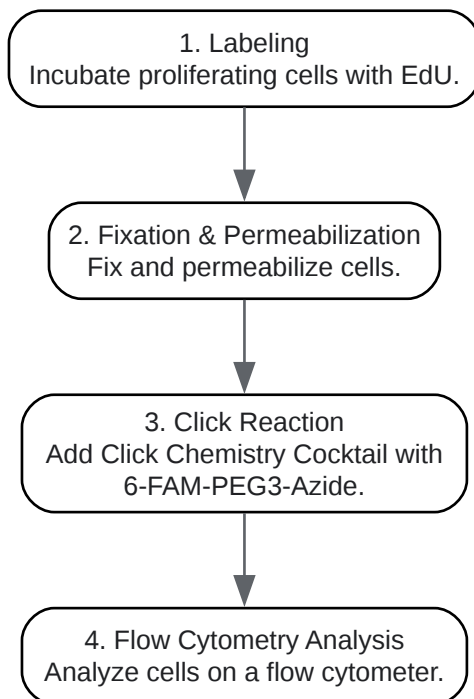 1. Labeling
Incubate proliferating cells with EdU.
2. Fixation & Permeabilization
Fix and permeabilize cells.
3. Click Reaction
Add Click Chemistry Cocktail with
6-FAM-PEG3-Azide.
4. Flow Cytometry Analysis
Analyze cells on a flow cytometer.